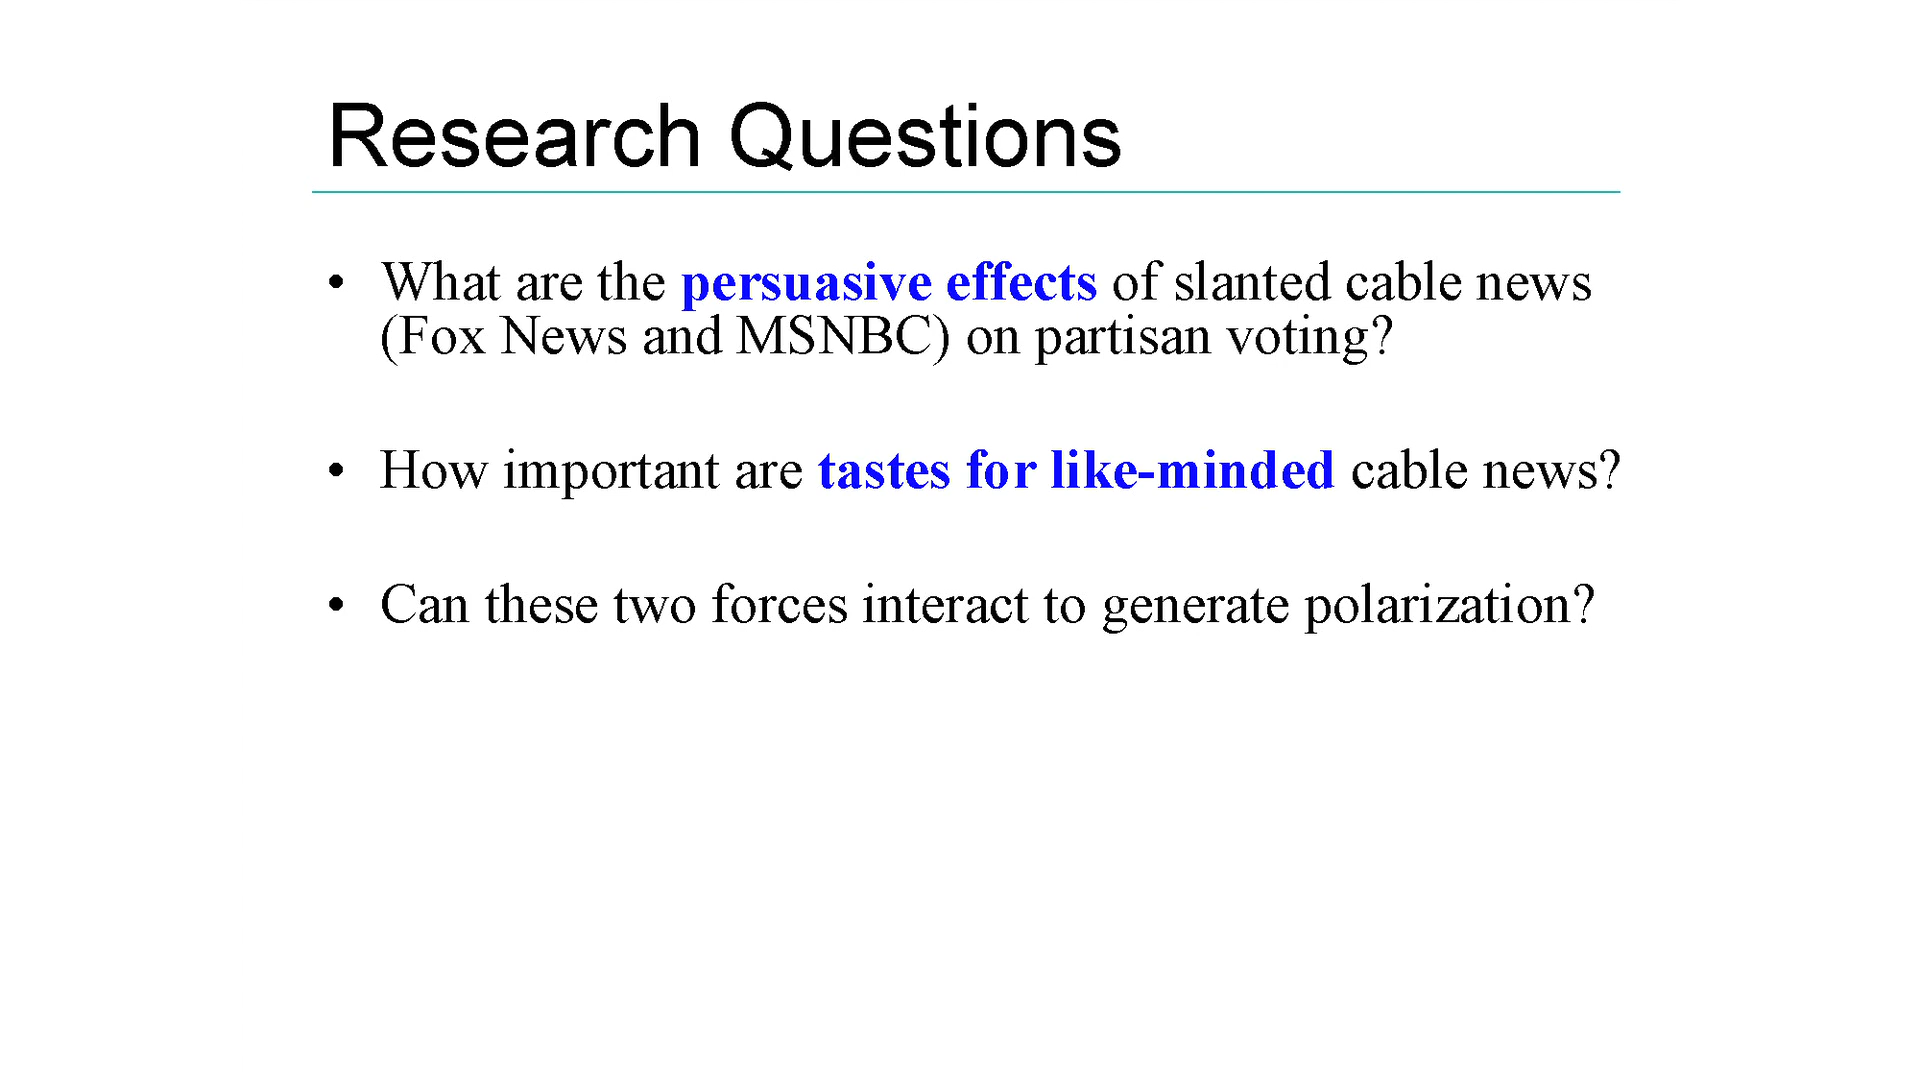 Research Questions
• What are the persuasive effects of slanted cable news
(Fox News and MSNBC) on partisan voting?
• How important are tastes for like-minded cable news?
• Can these two forces interact to generate polarization?